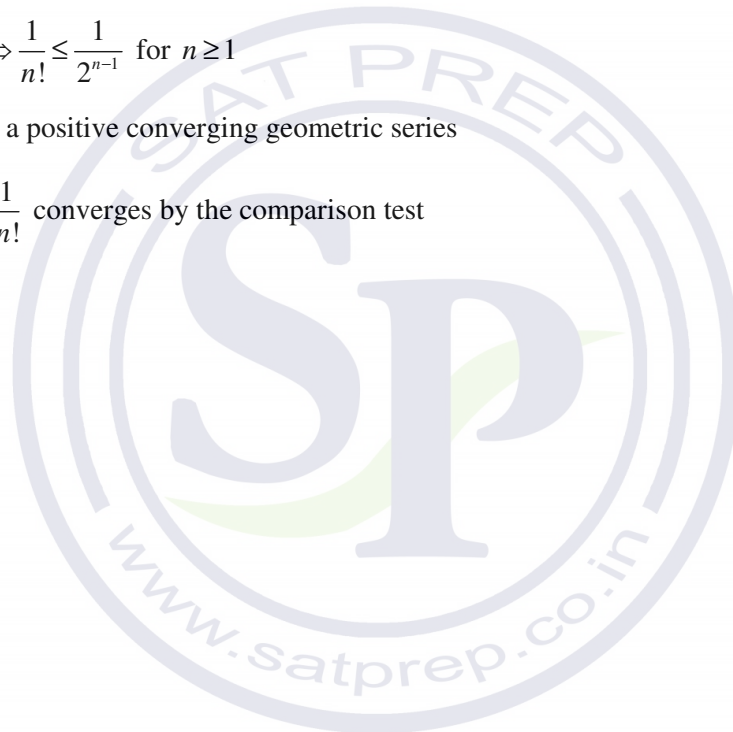 ⇒ 1/n! ≤ 1/2^{n−1} for n ≥ 1
a positive converging geometric series
1/n! converges by the comparison test
SAT PREP
SP
www.satprep.co.in